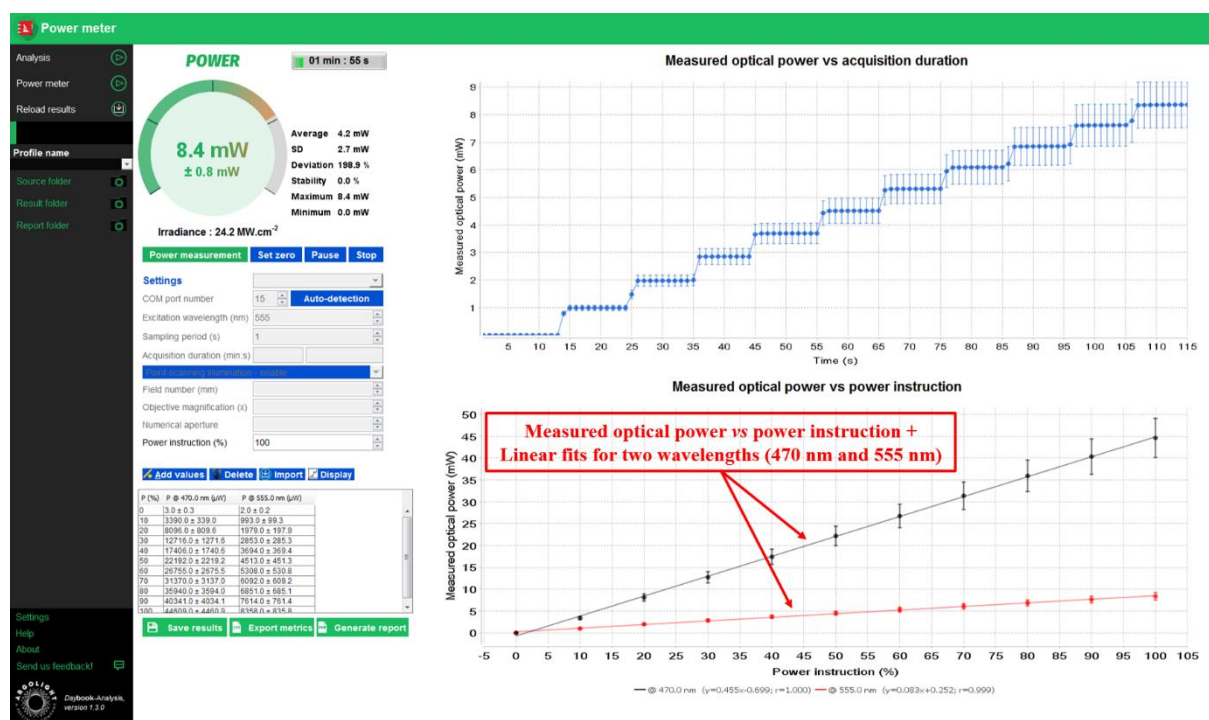 Power meter
Analysis
Power meter
Reload results
Profile name
Source folder
Result folder
Report folder
Settings
Help
About
Send us feedback!
ARGOLIGHT
Daybook-Analysis,
version 1.3.0
POWER
01 min : 55 s
8.4 mW
± 0.8 mW
Average 4.2 mW
SD 2.7 mW
Deviation 198.9 %
Stability 0.0 %
Maximum 8.4 mW
Minimum 0.0 mW
Irradiance : 24.2 MW.cm-2
Power measurement Set zero Pause Stop
Settings
COM port number 15 Auto-detection
Excitation wavelength (nm) 555
Sampling period (s) 1
Acquisition duration (min:s)
Point-scanning illumination - enable
Field number (mm)
Objective magnification (x)
Numerical aperture
Power instruction (%) 100
Add values Delete Import Display
P (%) P @ 470.0 nm (µW) P @ 555.0 nm (µW)
0 3.0 ± 0.3 2.0 ± 0.2
10 3390.0 ± 339.0 993.0 ± 99.3
20 8096.0 ± 809.6 1979.0 ± 197.9
30 12716.0 ± 1271.6 2853.0 ± 285.3
40 17406.0 ± 1740.6 3694.0 ± 369.4
50 22192.0 ± 2219.2 4513.0 ± 451.3
60 26755.0 ± 2675.5 5308.0 ± 530.8
70 31370.0 ± 3137.0 6092.0 ± 609.2
80 35940.0 ± 3594.0 6851.0 ± 685.1
90 40341.0 ± 4034.1 7614.0 ± 761.4
100 44609.0 ± 4460.9 8358.0 ± 835.8
Save results Export metrics Generate report
Measured optical power vs acquisition duration
Measured optical power (mW)
9
8
7
6
5
4
3
2
1
5 10 15 20 25 30 35 40 45 50 55 60 65 70 75 80 85 90 95 100 105 110 115
Time (s)
Measured optical power vs power instruction
Measured optical power (mW)
50
45
40
35
30
25
20
15
10
5
0
Measured optical power vs power instruction +
Linear fits for two wavelengths (470 nm and 555 nm)
-5 0 5 10 15 20 25 30 35 40 45 50 55 60 65 70 75 80 85 90 95 100 105
Power instruction (%)
@ 470.0 nm (y=0.455x-0.699; r=1.000) @ 555.0 nm (y=0.083x+0.252; r=0.999)